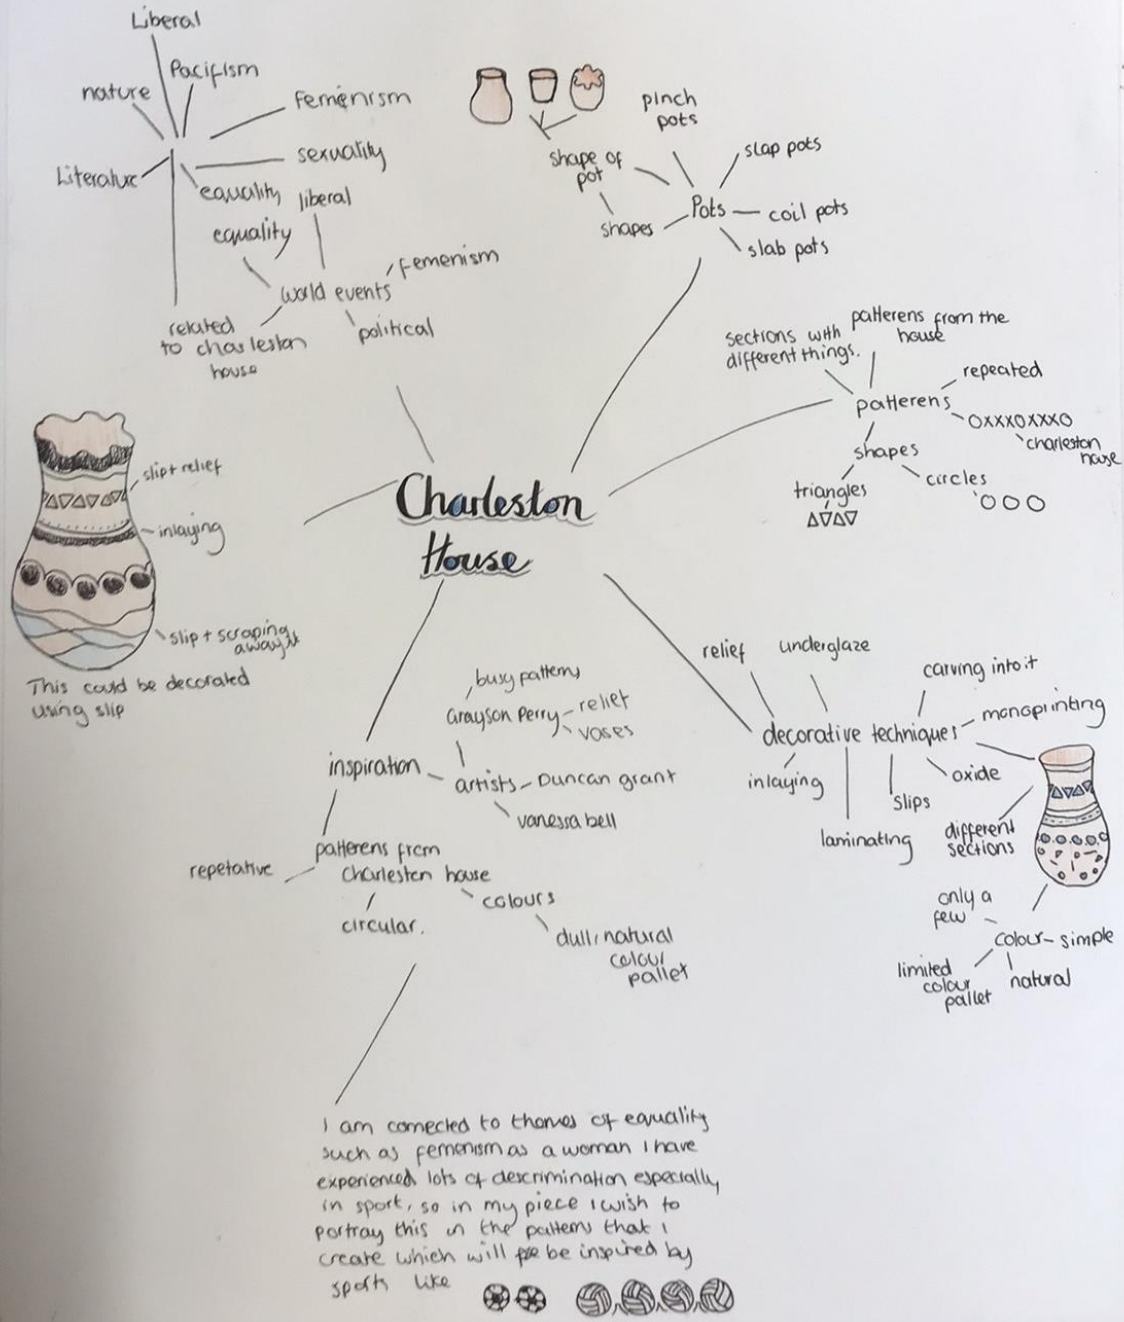 Liberal
Pacifism
nature
Femenism
sexuality
Literature
equality
liberal
equality
femenism
world events
political
related
to charleston
house
pinch
pots
slap pots
shape of
pot
Pots
coil pots
shapes
slab pots
patterens from the
house
sections with
different things.
repeated
patterens
OXXXOXXXO
charleston
house
shapes
circles
triangles
slip + relief
inlaying
slip + scraping
away
This could be decorated
using slip
Charleston
House
relief
underglaze
carving into it
monoprinting
decorative techniques
inlaying
oxide
slips
laminating
different
sections
only a
few
colour - simple
limited
colour
pallet
natural
busy patterns
Grayson Perry - relief
vases
inspiration
artists - Duncan grant
vanessa bell
patterens from
charleston house
repetative
colours
circular.
dull, natural
colour
pallet
I am connected to themes of equality
such as femenism as a woman I have
experienced lots of descrimination especially
in sport, so in my piece I wish to
portray this in the patterns that I
create which will be inspired by
sports like